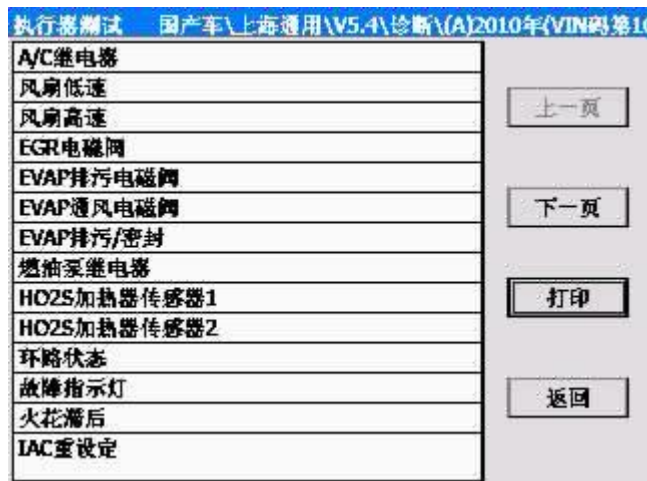 执行器测试 国产车\上海通用\V5.4\诊断\(A)2010年(VIN码第10
A/C继电器
风扇低速
风扇高速
上一页
EGR电磁阀
EVAP排污电磁阀
EVAP通风电磁阀
下一页
EVAP排污/密封
燃油泵继电器
HO2S加热器传感器1
打印
HO2S加热器传感器2
环路状态
故障指示灯
返回
火花滞后
IAC重设定